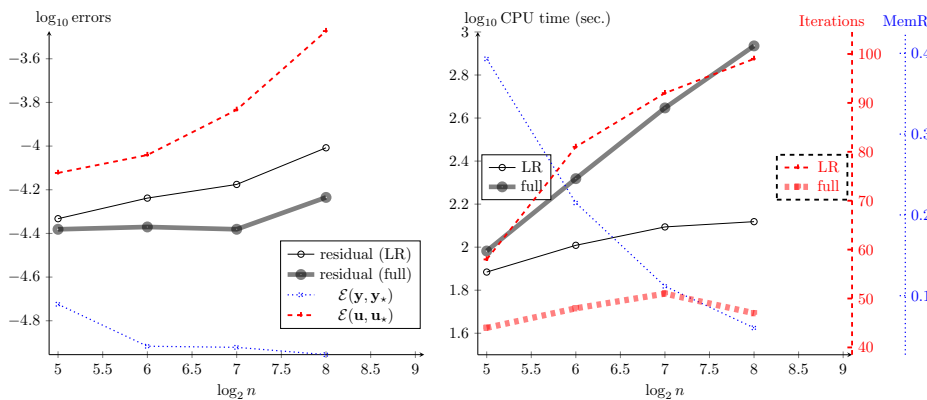 log₁₀ errors
−3.6
−3.8
−4
−4.2
−4.4
−4.6
−4.8
5 5.5 6 6.5 7 7.5 8 8.5 9
log₂ n
residual (LR)
residual (full)
ℰ(y, y⋆)
ℰ(u, u⋆)
log₁₀ CPU time (sec.)
3
2.8
2.6
2.4
2.2
2
1.8
1.6
5 5.5 6 6.5 7 7.5 8 8.5 9
log₂ n
LR
full
Iterations
100
90
80
70
60
50
40
LR
full
MemR
0.4
0.3
0.2
0.1